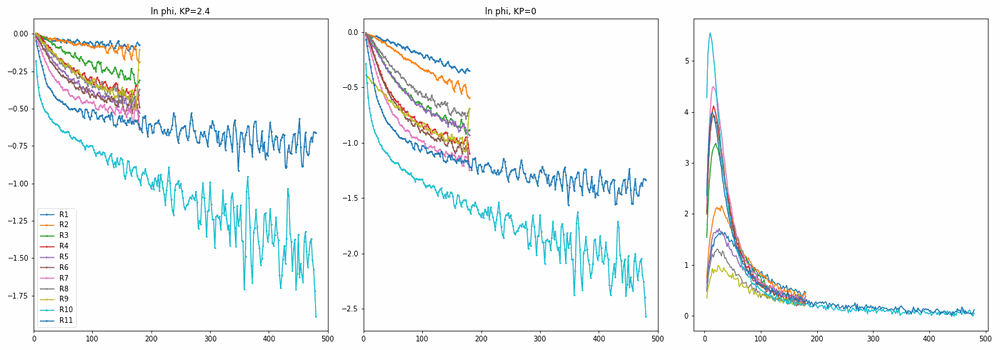 ln phi, KP=2.4
0.00
−0.25
−0.50
−0.75
−1.00
−1.25
−1.50
−1.75
0 100 200 300 400 500
R1
R2
R3
R4
R5
R6
R7
R8
R9
R10
R11
ln phi, KP=0
0.0
−0.5
−1.0
−1.5
−2.0
−2.5
0 100 200 300 400 500
5
4
3
2
1
0
0 100 200 300 400 500